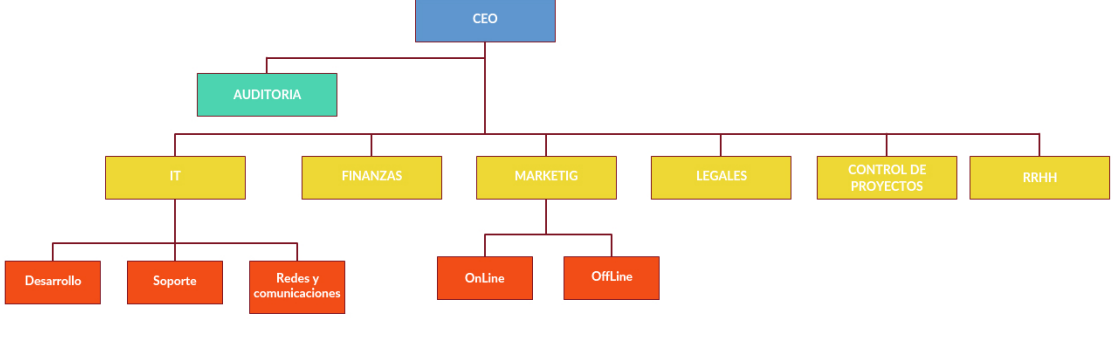 CEO
AUDITORIA
IT
FINANZAS
MARKETIG
LEGALES
CONTROL DE
PROYECTOS
RRHH
Desarrollo
Soporte
Redes y
comunicaciones
OnLine
OffLine